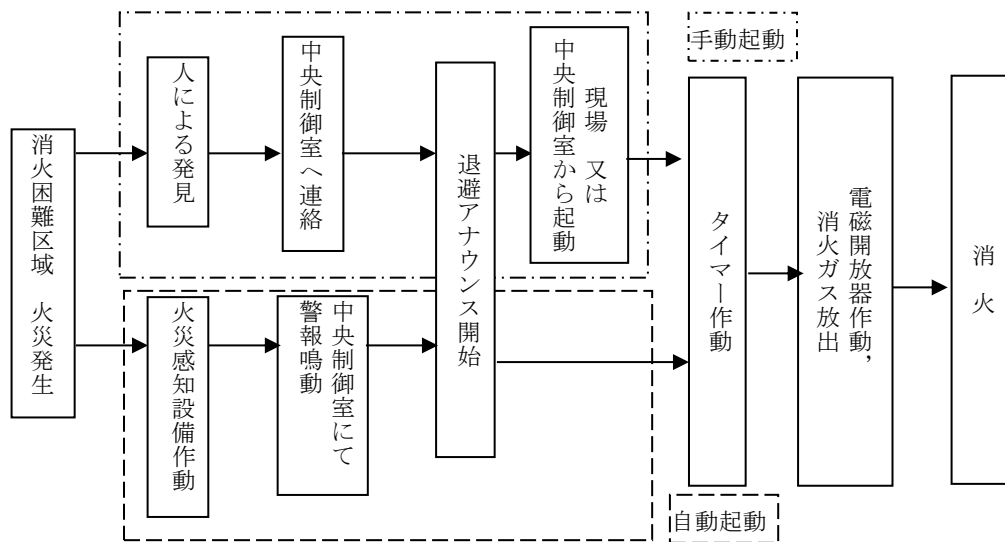 消火困難区域　火災発生
人による発見
中央制御室へ連絡
退避アナウンス開始
現場　又は
中央制御室から起動
手動起動
火災感知設備作動
中央制御室にて
警報鳴動
自動起動
タイマー作動
電磁開放器作動，
消火ガス放出
消　火